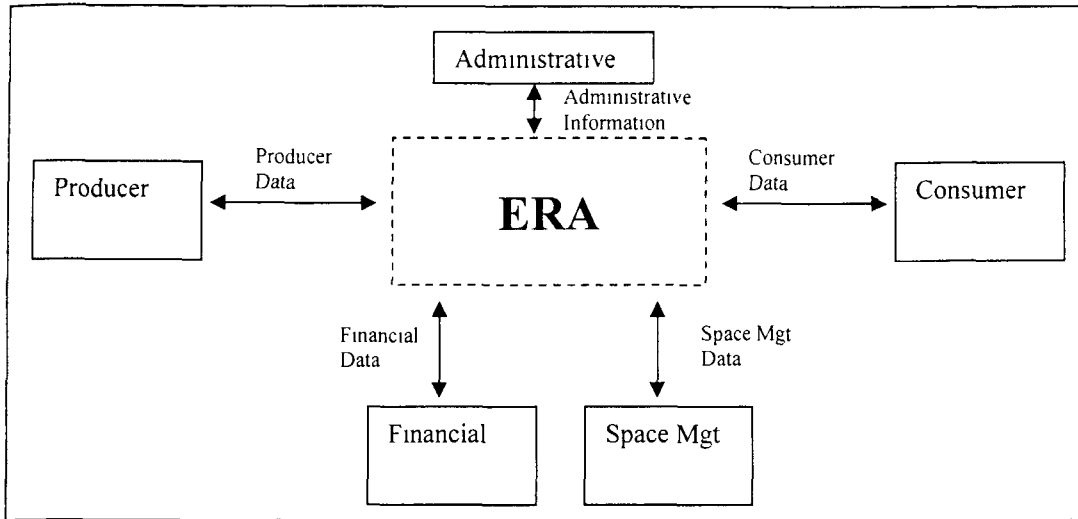 Administrative
Administrative
Information
Producer
Data
Consumer
Data
Producer
ERA
Consumer
Financial
Data
Space Mgt
Data
Financial
Space Mgt